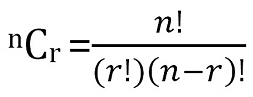 ⁿCᵣ = n! / (r!)(n−r)!